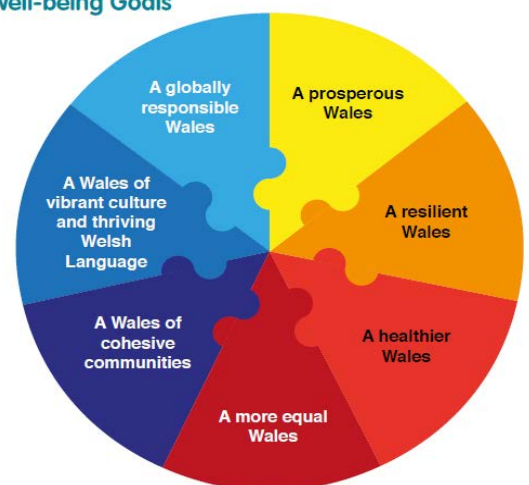 Well-being Goals
A globally
responsible
Wales
A prosperous
Wales
A resilient
Wales
A healthier
Wales
A more equal
Wales
A Wales of
cohesive
communities
A Wales of
vibrant culture
and thriving
Welsh
Language